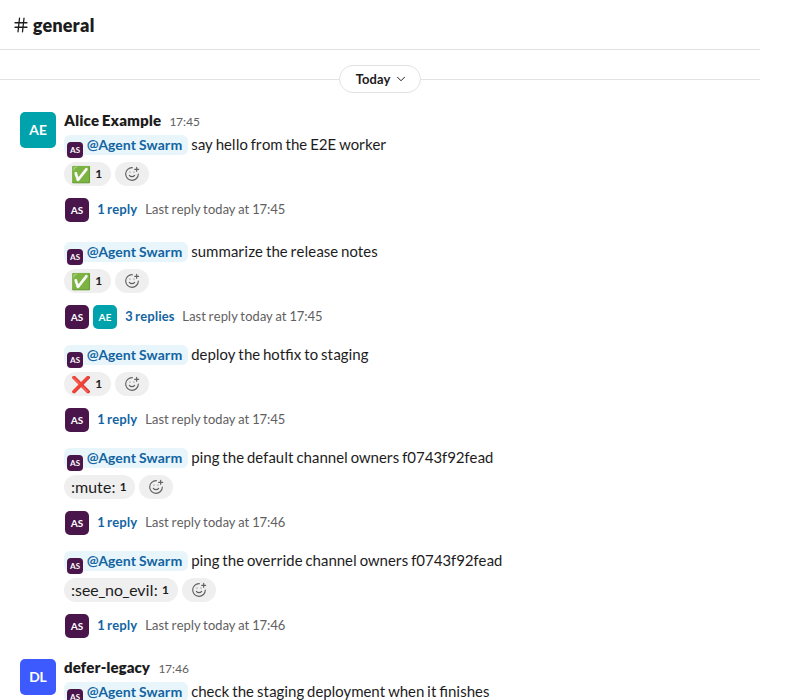 # general
Today
AE Alice Example 17:45
AS @Agent Swarm say hello from the E2E worker
1
AS 1 reply Last reply today at 17:45
AS @Agent Swarm summarize the release notes
1
AS AE 3 replies Last reply today at 17:45
AS @Agent Swarm deploy the hotfix to staging
1
AS 1 reply Last reply today at 17:45
AS @Agent Swarm ping the default channel owners f0743f92fead
:mute: 1
AS 1 reply Last reply today at 17:46
AS @Agent Swarm ping the override channel owners f0743f92fead
:see_no_evil: 1
AS 1 reply Last reply today at 17:46
DL defer-legacy 17:46
AS @Agent Swarm check the staging deployment when it finishes